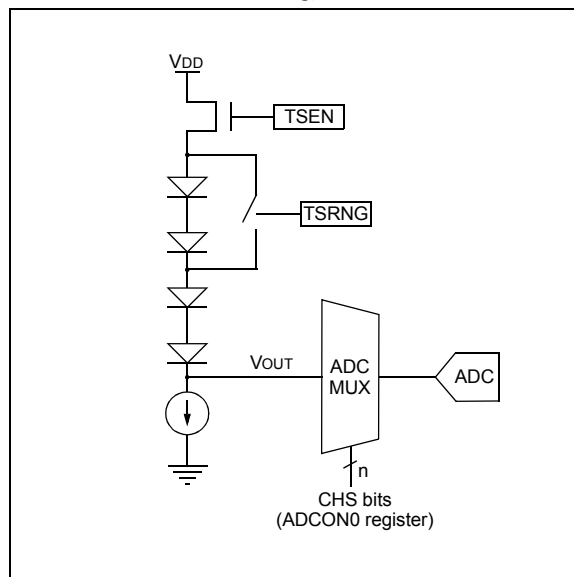 VDD
TSEN
TSRNG
VOUT
ADC
MUX
ADC
n
CHS bits
(ADCON0 register)